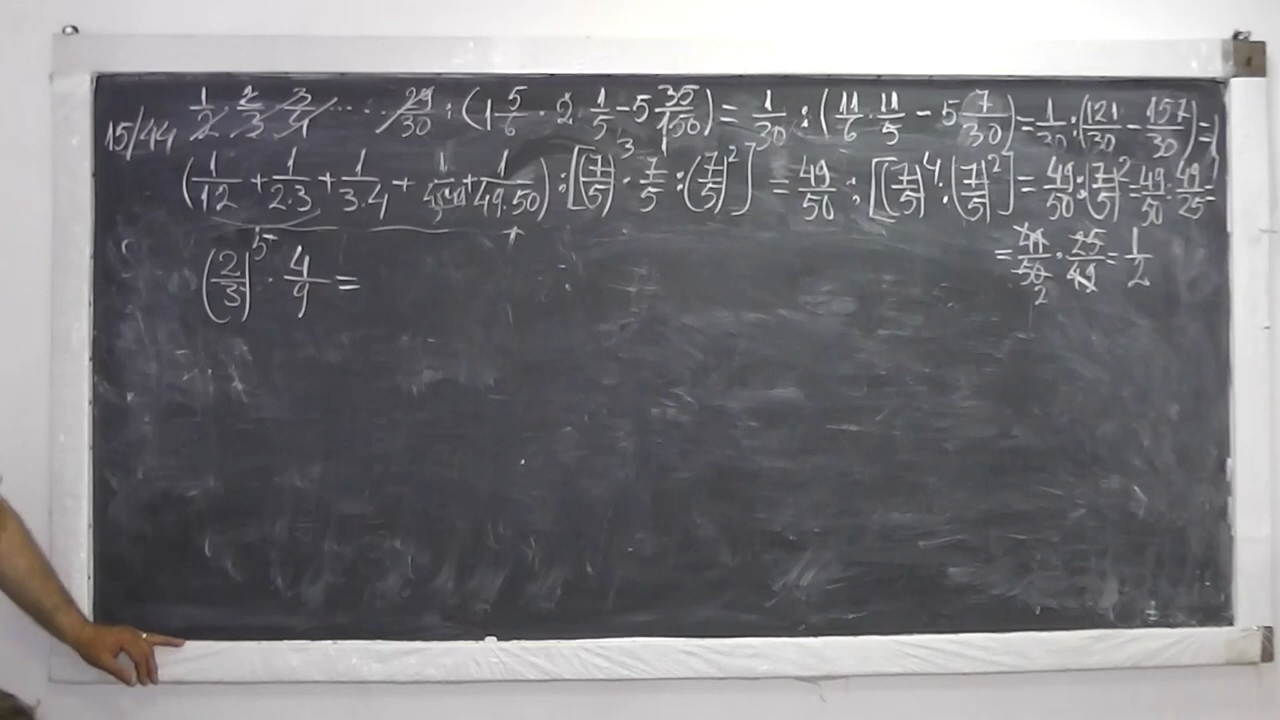 15/44 1/2 · 2/3 · 3/4 · ... · 29/30 : (1 5/6 · 2 1/5 - 5 35/150) = 1/30 : (11/6 · 11/5 - 5 7/30) = 1/30 : (121/30 - 157/30) =
(1/12 + 1/2.3 + 1/3.4 + 1/ + 1/49.50) : [(7/5)^3 · 7/5 : (7/5)^2] = 49/50 : [(7/5)^4 : (7/5)^2] = 49/50 : (7/5)^2 = 49/50 : 49/25 =
= 49/50 · 25/49 = 1/2
(2/3)^5 · 4/9 =